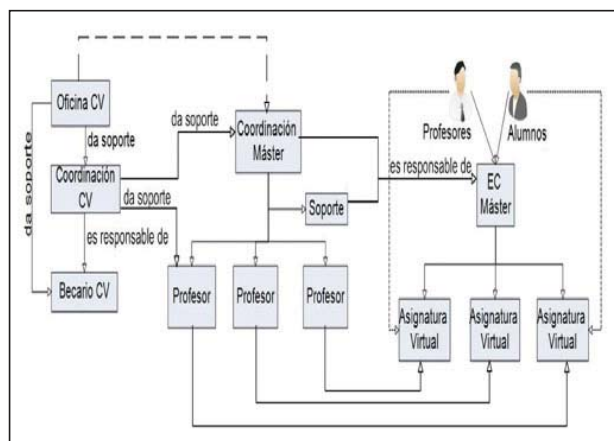 Oficina CV
da soporte
da soporte
Coordinación
CV
es responsable de
Becario CV
da soporte
da soporte
Coordinación
Máster
Soporte
Profesor
Profesor
Profesor
Profesores
Alumnos
es responsable de
EC
Máster
Asignatura
Virtual
Asignatura
Virtual
Asignatura
Virtual